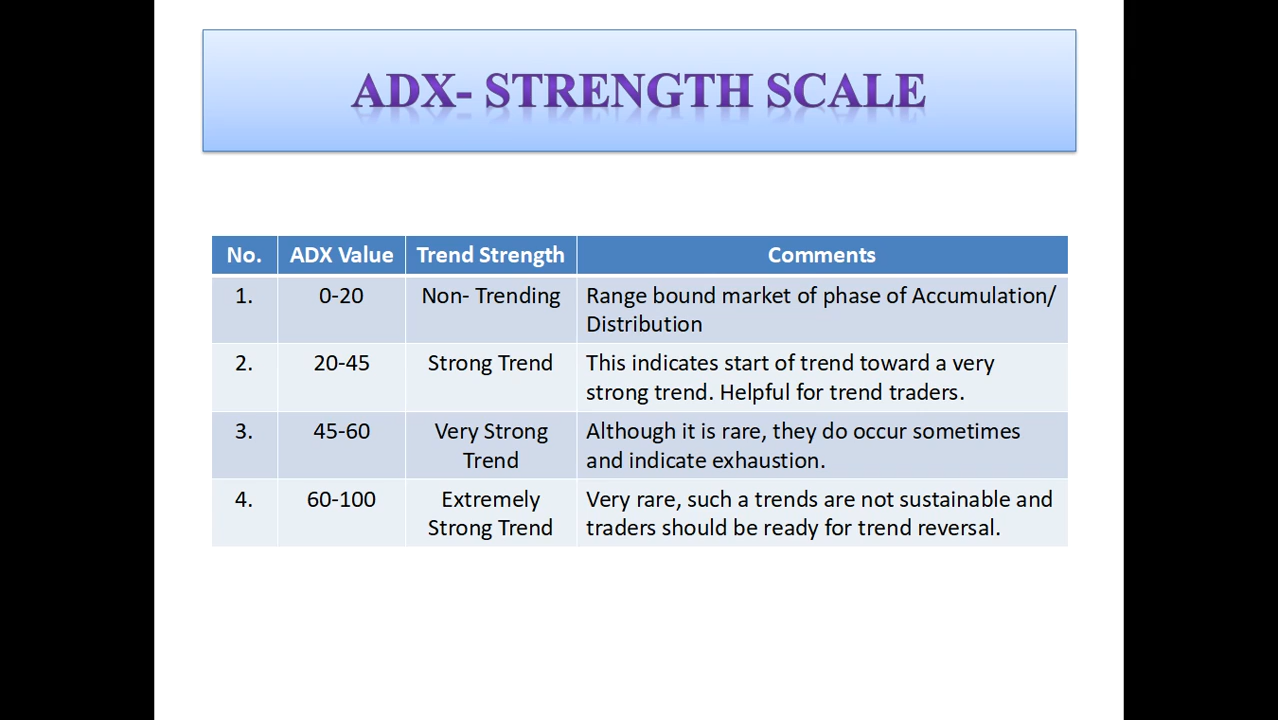 ADX- STRENGTH SCALE
No. ADX Value Trend Strength Comments
1. 0-20 Non- Trending Range bound market of phase of Accumulation/
Distribution
2. 20-45 Strong Trend This indicates start of trend toward a very
strong trend. Helpful for trend traders.
3. 45-60 Very Strong Although it is rare, they do occur sometimes
Trend and indicate exhaustion.
4. 60-100 Extremely Very rare, such a trends are not sustainable and
Strong Trend traders should be ready for trend reversal.